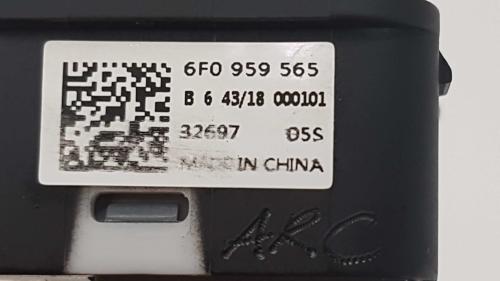 6F0 959 565
B 6 43/18 000101
32697 05S
MADE IN CHINA
ARC